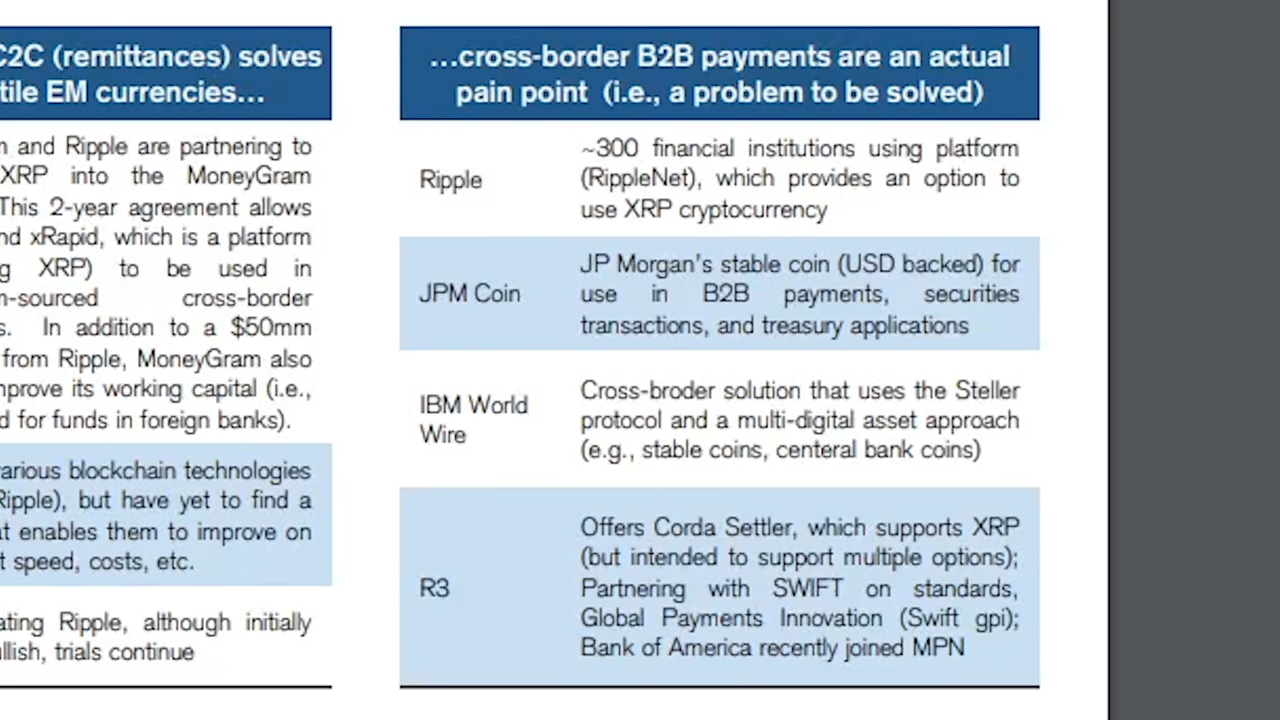 C2C (remittances) solves
tile EM currencies…
and Ripple are partnering to
XRP into the MoneyGram
This 2-year agreement allows
nd xRapid, which is a platform
g XRP) to be used in
-sourced cross-border
s. In addition to a $50mm
from Ripple, MoneyGram also
mprove its working capital (i.e.,
d for funds in foreign banks).
various blockchain technologies
Ripple), but have yet to find a
at enables them to improve on
t speed, costs, etc.
ating Ripple, although initially
llish, trials continue
…cross-border B2B payments are an actual
pain point (i.e., a problem to be solved)
Ripple
~300 financial institutions using platform
(RippleNet), which provides an option to
use XRP cryptocurrency
JPM Coin
JP Morgan's stable coin (USD backed) for
use in B2B payments, securities
transactions, and treasury applications
IBM World
Wire
Cross-broder solution that uses the Steller
protocol and a multi-digital asset approach
(e.g., stable coins, centeral bank coins)
R3
Offers Corda Settler, which supports XRP
(but intended to support multiple options);
Partnering with SWIFT on standards,
Global Payments Innovation (Swift gpi);
Bank of America recently joined MPN